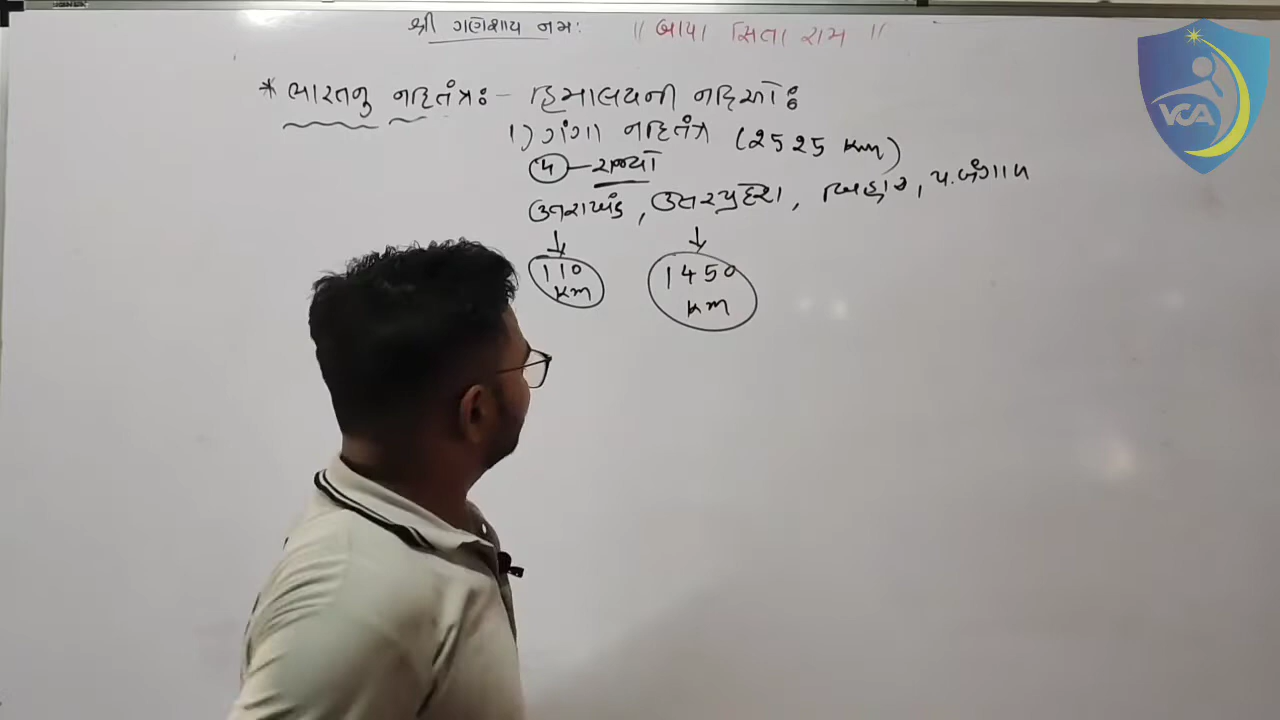 શ્રી ગણેશાય નમઃ ॥ બાપા સિતા રામ ॥
* ભારતનુ નદિતંત્રઃ - હિમાલયની નદિઓઃ
1) ગંગા નદિતંત્ર (2525 km)
૫ - રાજ્યો
ઉત્તરાખંડ, ઉત્તરપ્રદેશ, બિહાર, પ.બંગાળ
110 km 1450 km
VCA